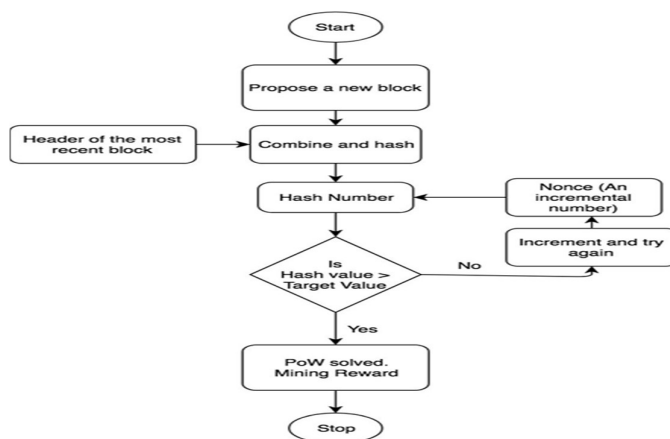 Start
Propose a new block
Header of the most
recent block
Combine and hash
Hash Number
Nonce (An
incremental
number)
Increment and try
again
Is
Hash value >
Target Value
No
Yes
PoW solved.
Mining Reward
Stop